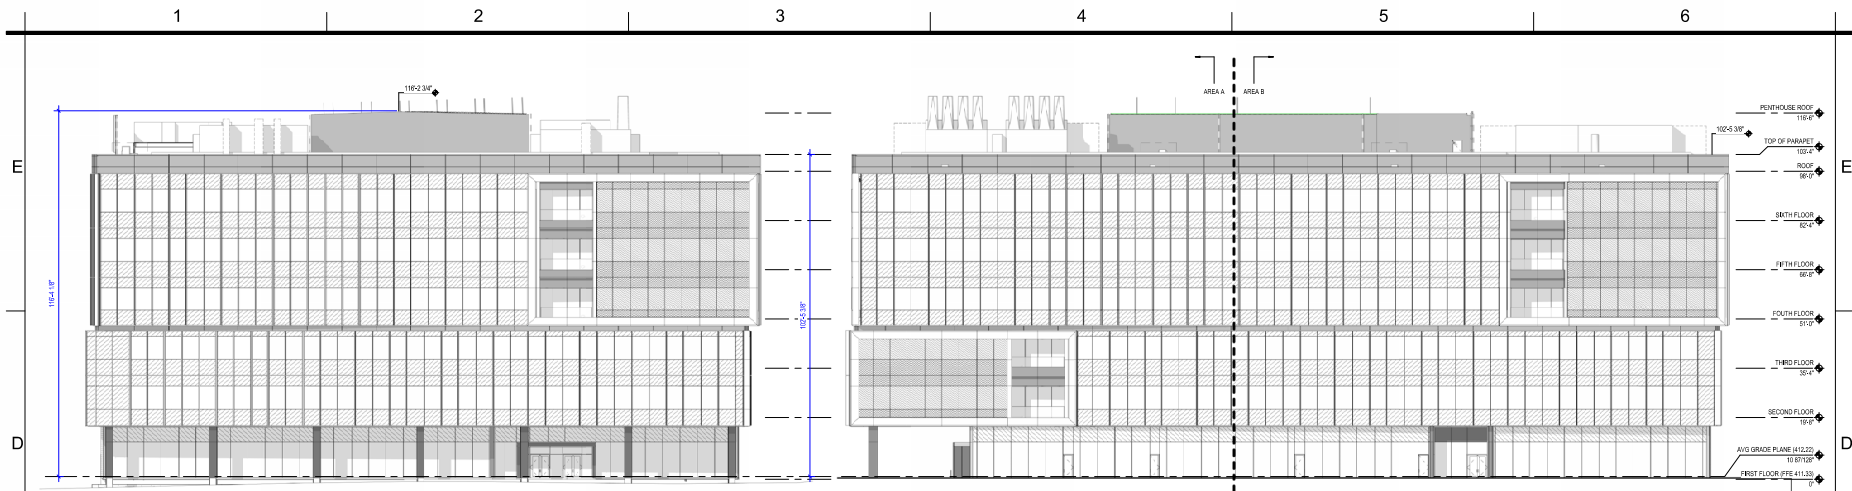 1 2 3 4 5 6
116'-2 3/4"
AREA A AREA B
PENTHOUSE ROOF
116'-6"
102'-5 3/8"
TOP OF PARAPET
103'-4"
E ROOF E
98'-0"
SIXTH FLOOR
82'-4"
FIFTH FLOOR
66'-8"
116'-4 1/8"
102'-5 3/8"
FOUTH FLOOR
51'-0"
THIRD FLOOR
35'-4"
SECOND FLOOR
19'-8"
D D
AVG GRADE PLANE (412.22)
10 87/128"
FIRST FLOOR (FFE 411.33)
0"